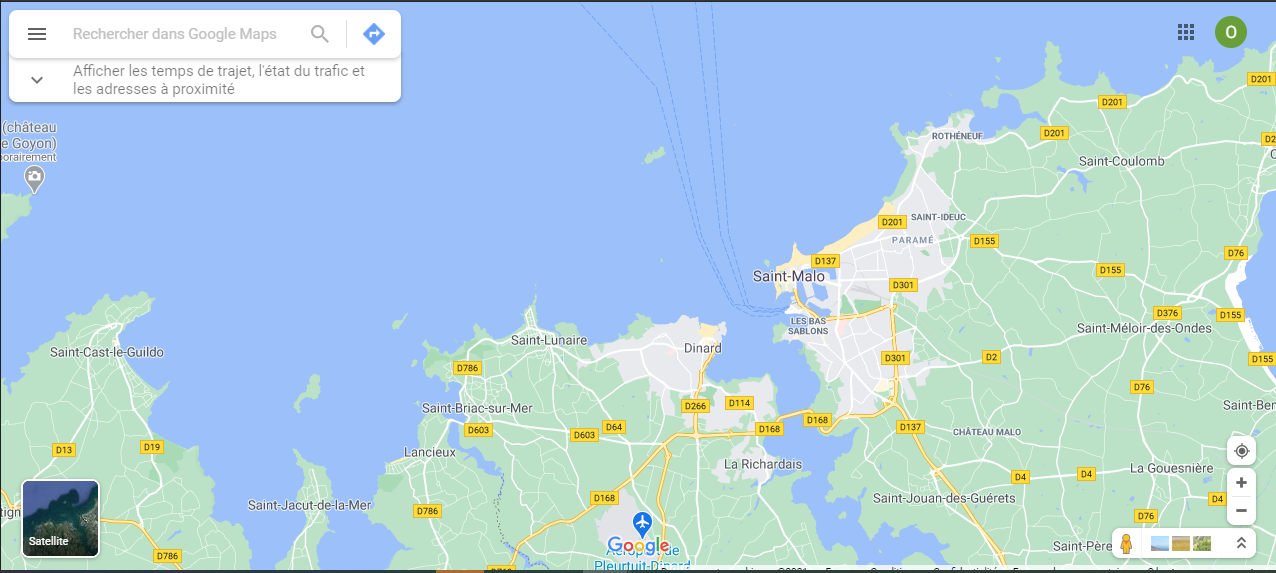 Rechercher dans Google Maps
O
Afficher les temps de trajet, l'état du trafic et
les adresses à proximité
D201
D201
(château
D201
ROTHÉNEUF
e Goyon)
orairement
Saint-Coulomb
D201
SAINT-IDEUC
PARAMÉ
D155
D76
D137
D155
Saint-Malo
D301
D376
D155
LES BAS
SABLONS
Saint-Méloir-des-Ondes
Saint-Lunaire
Dinard
Saint-Cast-le-Guildo
D301
D2
D155
D786
D76
Saint-Briac-sur-Mer
D266
D114
Saint-Ben
D603
D603
D64
D168
D168
D137
CHÂTEAU MALO
D13
D19
Lancieux
La Richardais
La Gouesnière
D4
D4
Saint-Jacut-de-la-Mer
D168
Saint-Jouan-des-Guérets
D4
D786
D76
Satellite
Google
Saint-Père
D786
Pleurtuit-Dinard